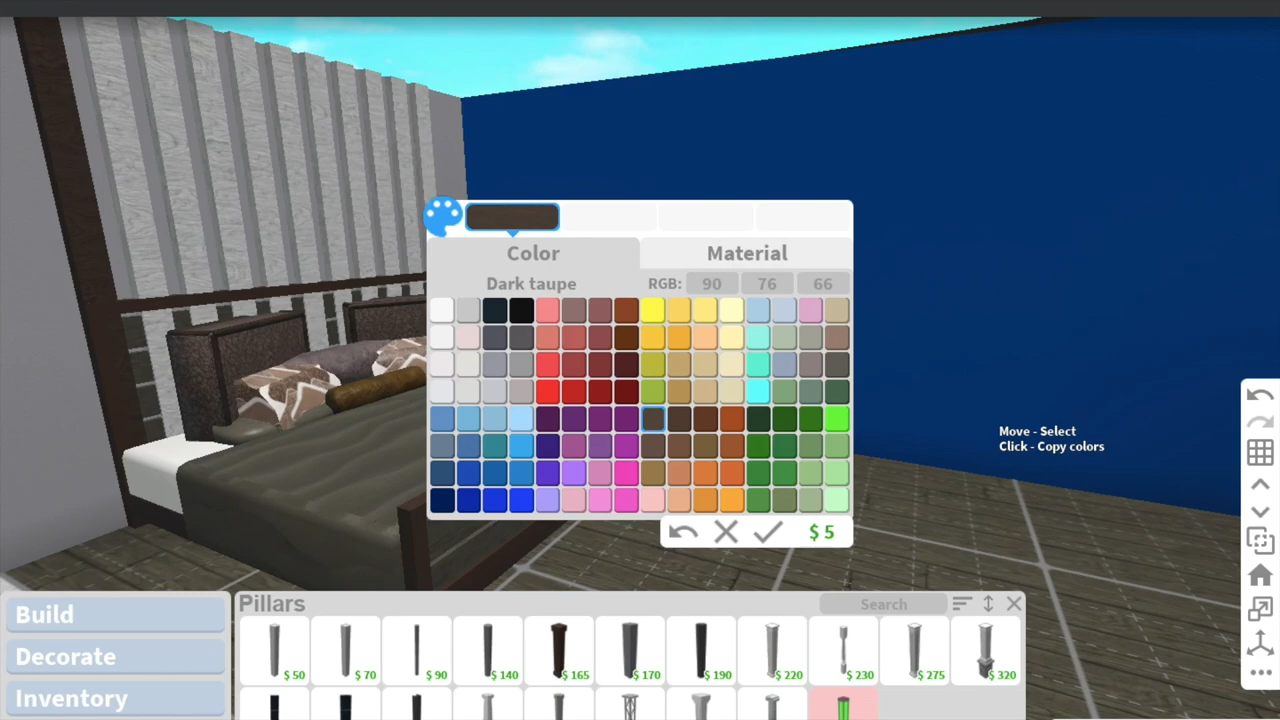 Color
Material
Dark taupe
RGB: 90 76 66
Move - Select
Click - Copy colors
$ 5
Build
Decorate
Inventory
Pillars
Search
$ 50 $ 70 $ 90 $ 140 $ 165 $ 170 $ 190 $ 220 $ 230 $ 275 $ 320